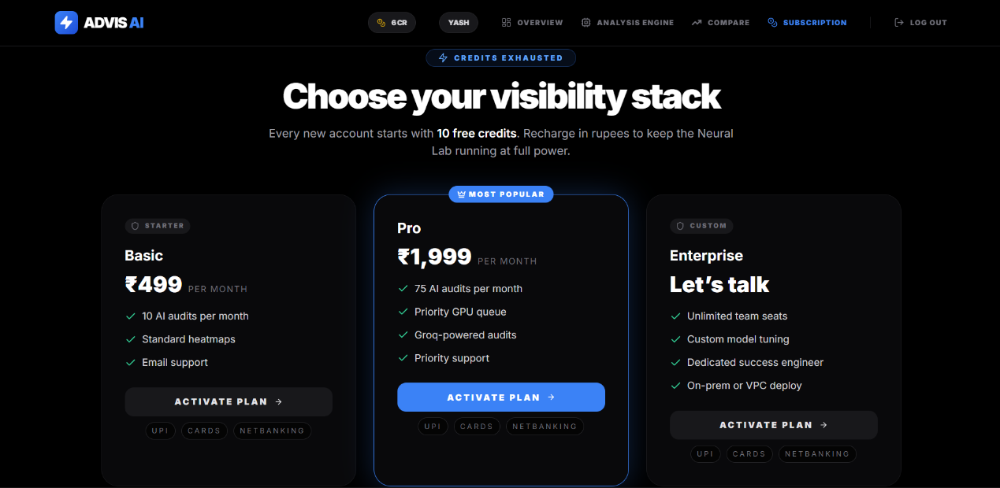 ADVIS AI
6CR
YASH
OVERVIEW
ANALYSIS ENGINE
COMPARE
SUBSCRIPTION
LOG OUT
CREDITS EXHAUSTED
Choose your visibility stack
Every new account starts with 10 free credits. Recharge in rupees to keep the Neural
Lab running at full power.
STARTER
Basic
₹499 PER MONTH
10 AI audits per month
Standard heatmaps
Email support
ACTIVATE PLAN →
UPI CARDS NETBANKING
MOST POPULAR
Pro
₹1,999 PER MONTH
75 AI audits per month
Priority GPU queue
Groq-powered audits
Priority support
ACTIVATE PLAN →
UPI CARDS NETBANKING
CUSTOM
Enterprise
Let’s talk
Unlimited team seats
Custom model tuning
Dedicated success engineer
On-prem or VPC deploy
ACTIVATE PLAN →
UPI CARDS NETBANKING